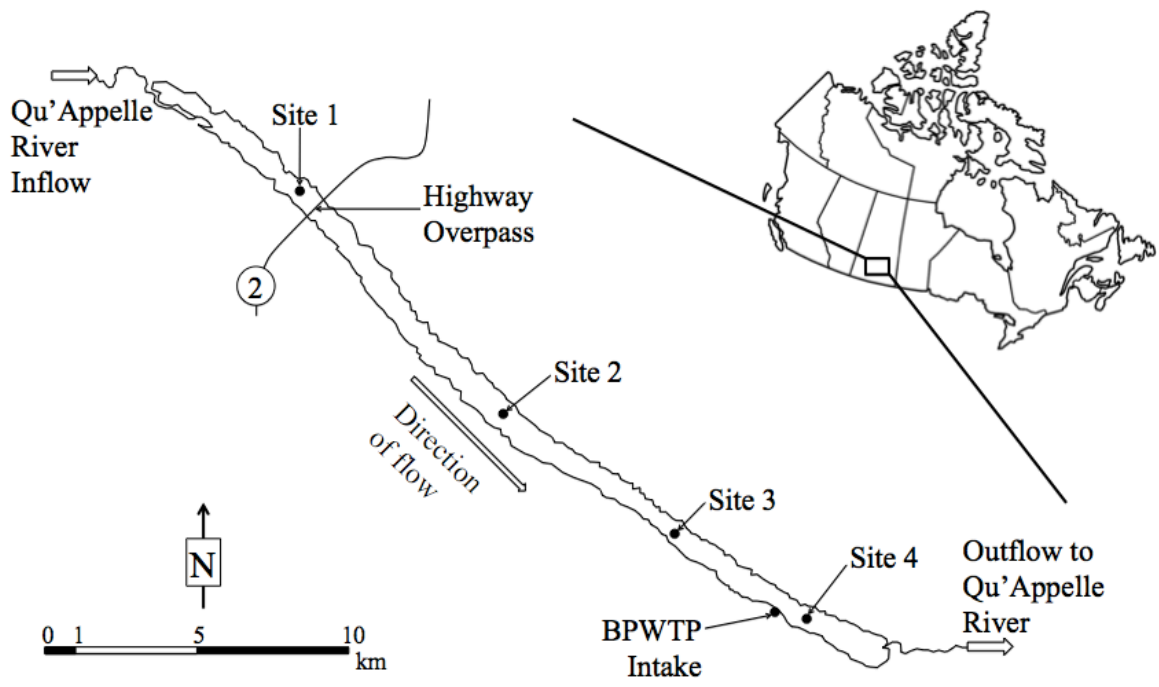 Qu'Appelle
River
Inflow
Site 1
Highway
Overpass
2
Site 2
Direction
of flow
Site 3
Site 4
BPWTP
Intake
Outflow to
Qu'Appelle
River
N
0 1 5 10
km